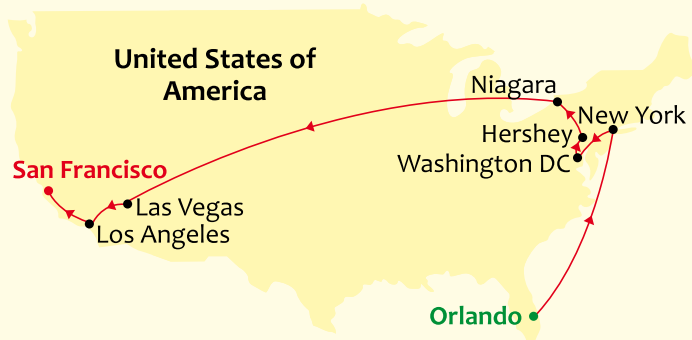 United States of
America
Niagara
New York
Hershey
Washington DC
San Francisco
Las Vegas
Los Angeles
Orlando